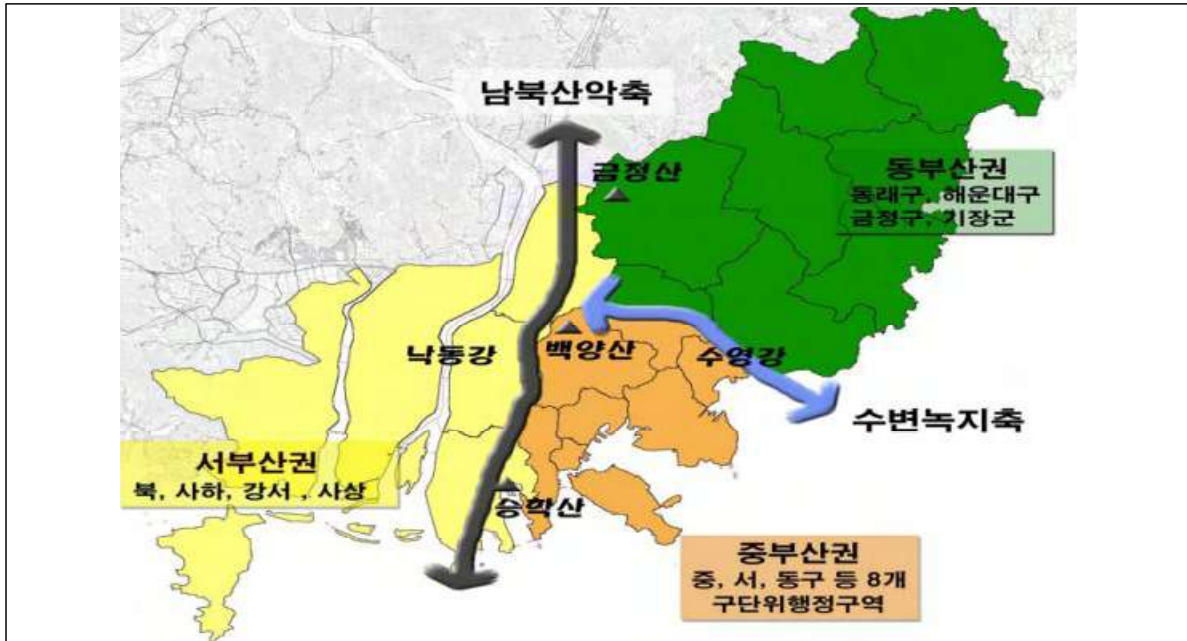 남북산악축
금정산
동부산권
동래구, 해운대구
금정구, 기장군
낙동강
백양산
수영강
수변녹지축
서부산권
북, 사하, 강서 , 사상
승학산
중부산권
중, 서, 동구 등 8개
구단위행정구역